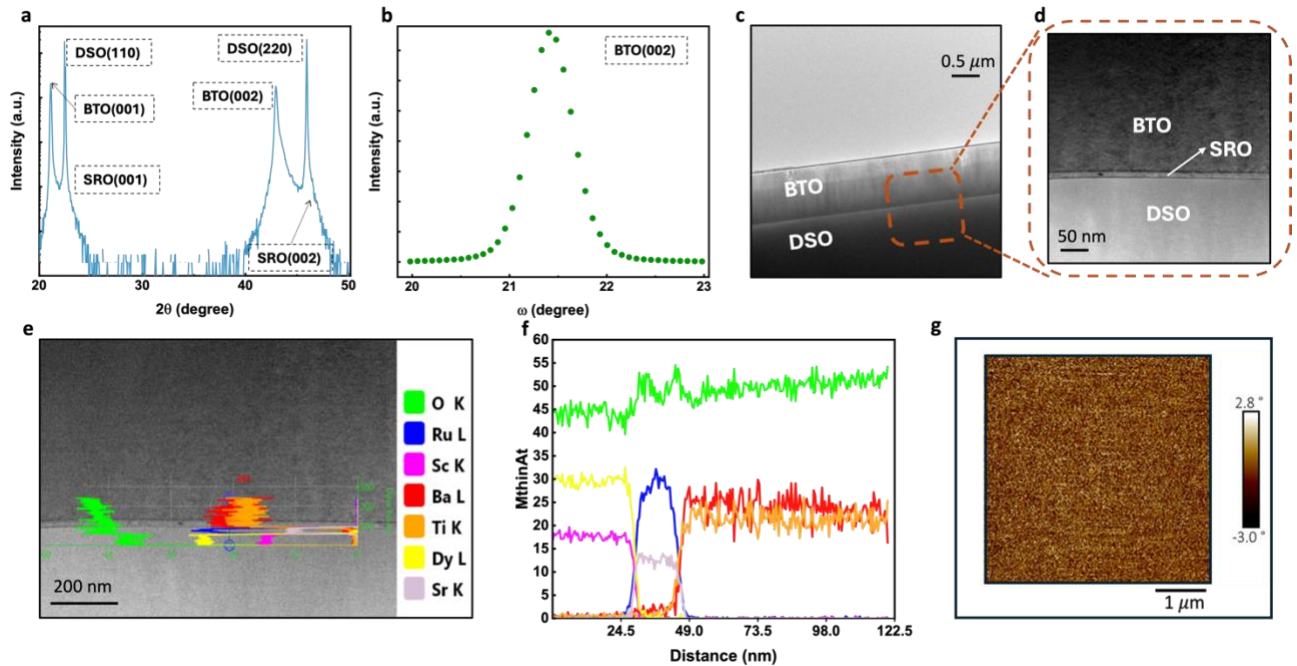 a
DSO(110)
DSO(220)
BTO(001)
BTO(002)
SRO(001)
SRO(002)
Intensity (a.u.)
20 30 40 50
2θ (degree)
b
BTO(002)
Intensity (a.u.)
20 21 22 23
ω (degree)
c
0.5 μm
BTO
DSO
d
BTO
SRO
DSO
50 nm
e
200 nm
O K
Ru L
Sc K
Ba L
Ti K
Dy L
Sr K
f
MthinAt
60
55
50
45
40
35
30
25
20
15
10
5
0
24.5 49.0 73.5 98.0 122.5
Distance (nm)
g
2.8 °
-3.0 °
1 μm